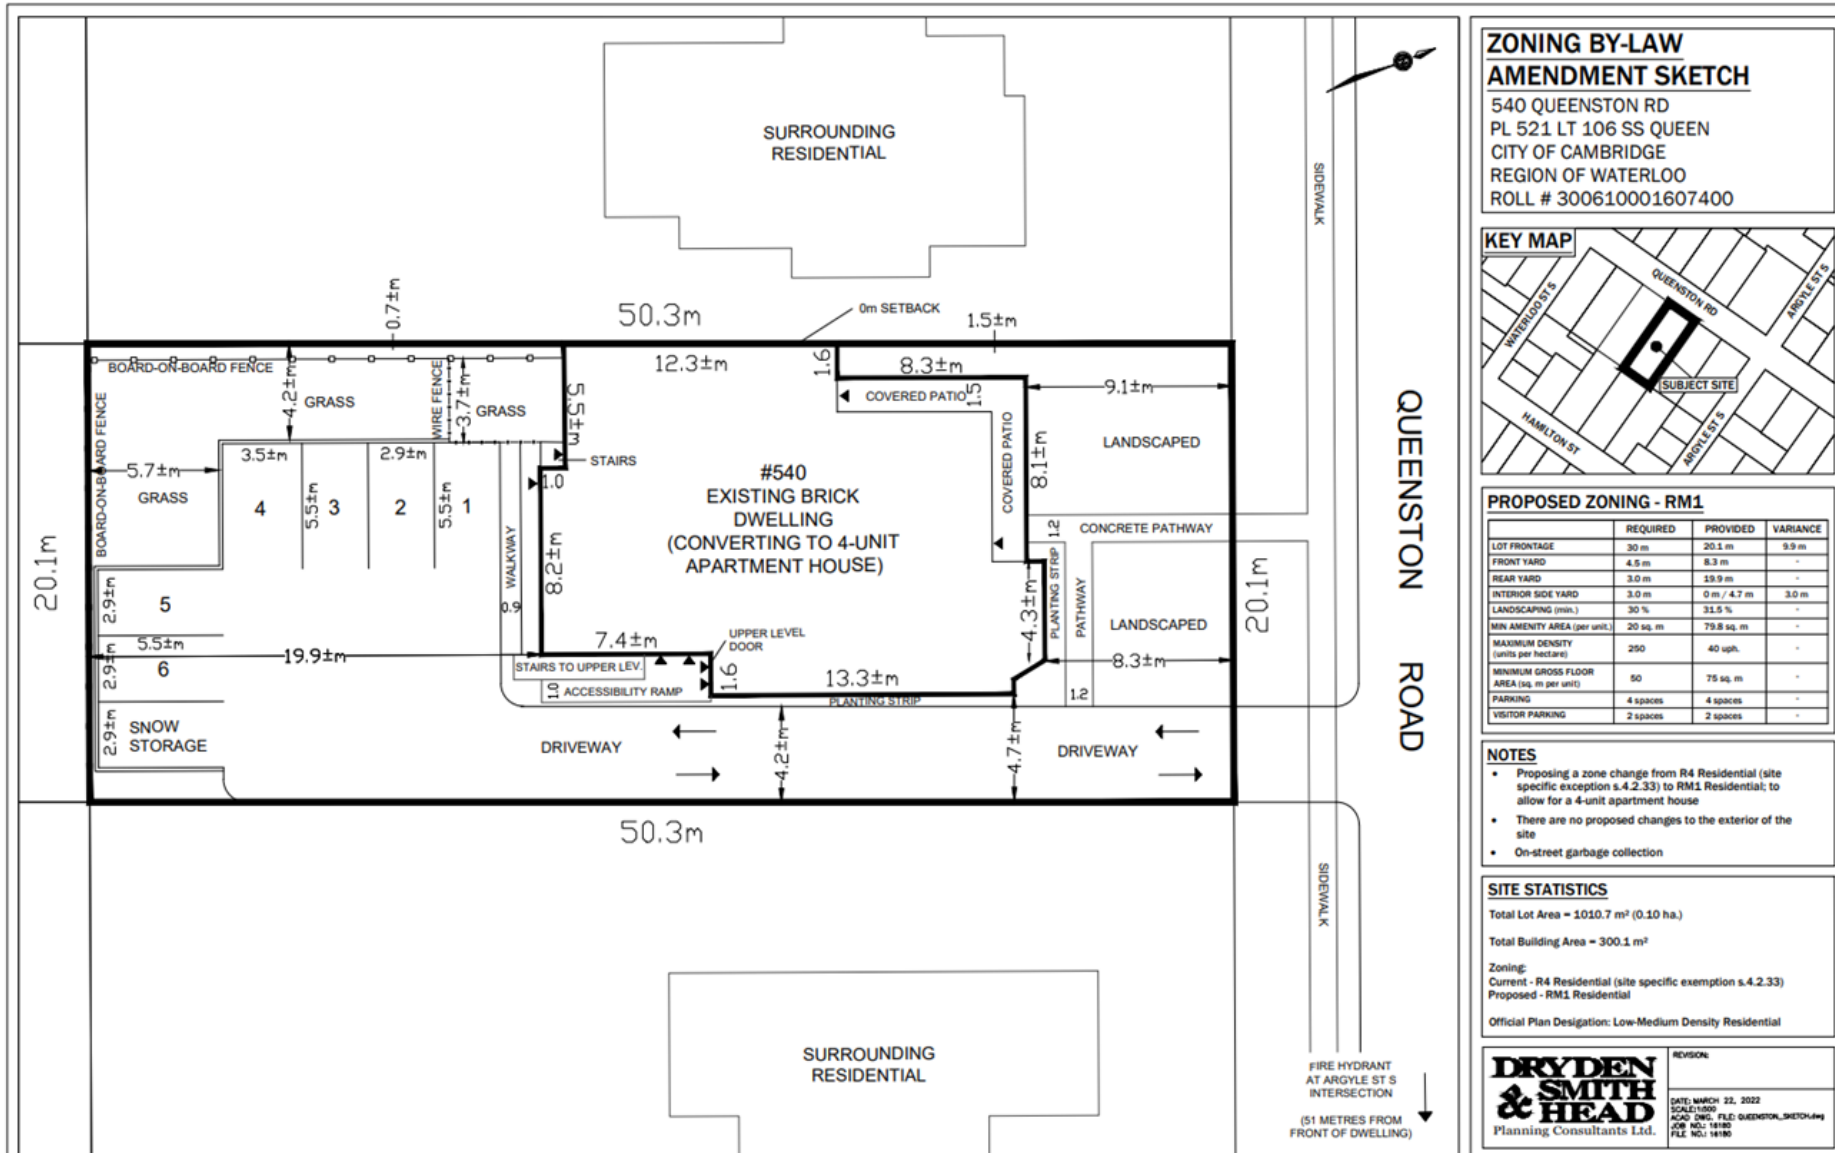 SURROUNDING
RESIDENTIAL
50.3m
0m SETBACK
0.7±m
1.5±m
12.3±m
1.6
8.3±m
9.1±m
BOARD-ON-BOARD FENCE
4.2±m
GRASS
WIRE FENCE
3.7±m
GRASS
5.5±m
COVERED PATIO
1.5
COVERED PATIO
8.1±m
LANDSCAPED
BOARD-ON-BOARD FENCE
5.7±m
GRASS
3.5±m
2.9±m
STAIRS
1.0
4
5.5±m
3
2
5.5±m
1
#540
EXISTING BRICK
DWELLING
(CONVERTING TO 4-UNIT
APARTMENT HOUSE)
1.2
CONCRETE PATHWAY
WALKWAY
0.9
8.2±m
20.1m
2.9±m
5
5.5±m
2.9±m
6
19.9±m
2.9±m
SNOW
STORAGE
7.4±m
UPPER LEVEL
DOOR
STAIRS TO UPPER LEV.
1.0
ACCESSIBILITY RAMP
1.6
13.3±m
PLANTING STRIP
4.3±m
PLANTING STRIP
PATHWAY
1.2
LANDSCAPED
8.3±m
20.1m
DRIVEWAY
4.2±m
4.7±m
DRIVEWAY
50.3m
SURROUNDING
RESIDENTIAL
SIDEWALK
SIDEWALK
QUEENSTON ROAD
FIRE HYDRANT
AT ARGYLE ST S
INTERSECTION
(51 METRES FROM
FRONT OF DWELLING)
ZONING BY-LAW
AMENDMENT SKETCH
540 QUEENSTON RD
PL 521 LT 106 SS QUEEN
CITY OF CAMBRIDGE
REGION OF WATERLOO
ROLL # 300610001607400
KEY MAP
QUEENSTON RD
WATERLOO ST S
ARGYLE ST S
SUBJECT SITE
HAMILTON ST
ARGYLE ST S
PROPOSED ZONING - RM1
REQUIRED PROVIDED VARIANCE
LOT FRONTAGE 30 m 20.1 m 9.9 m
FRONT YARD 4.5 m 8.3 m -
REAR YARD 3.0 m 19.9 m -
INTERIOR SIDE YARD 3.0 m 0 m / 4.7 m 3.0 m
LANDSCAPING (min.) 30 % 31.5 % -
MIN AMENITY AREA (per unit.) 20 sq. m 79.8 sq. m -
MAXIMUM DENSITY
(units per hectare) 250 40 uph. -
MINIMUM GROSS FLOOR
AREA (sq. m per unit) 50 75 sq. m -
PARKING 4 spaces 4 spaces -
VISITOR PARKING 2 spaces 2 spaces -
NOTES
• Proposing a zone change from R4 Residential (site
specific exception s.4.2.33) to RM1 Residential; to
allow for a 4-unit apartment house
• There are no proposed changes to the exterior of the
site
• On-street garbage collection
SITE STATISTICS
Total Lot Area = 1010.7 m² (0.10 ha.)
Total Building Area = 300.1 m²
Zoning:
Current - R4 Residential (site specific exemption s.4.2.33)
Proposed - RM1 Residential
Official Plan Desigation: Low-Medium Density Residential
DRYDEN
& SMITH
HEAD
Planning Consultants Ltd.
REVISION:
DATE: MARCH 22, 2022
SCALE:1:500
ACAD DWG. FILE: QUEENSTON_SKETCH.dwg
JOB NO.: 16180
FILE NO.: 16180